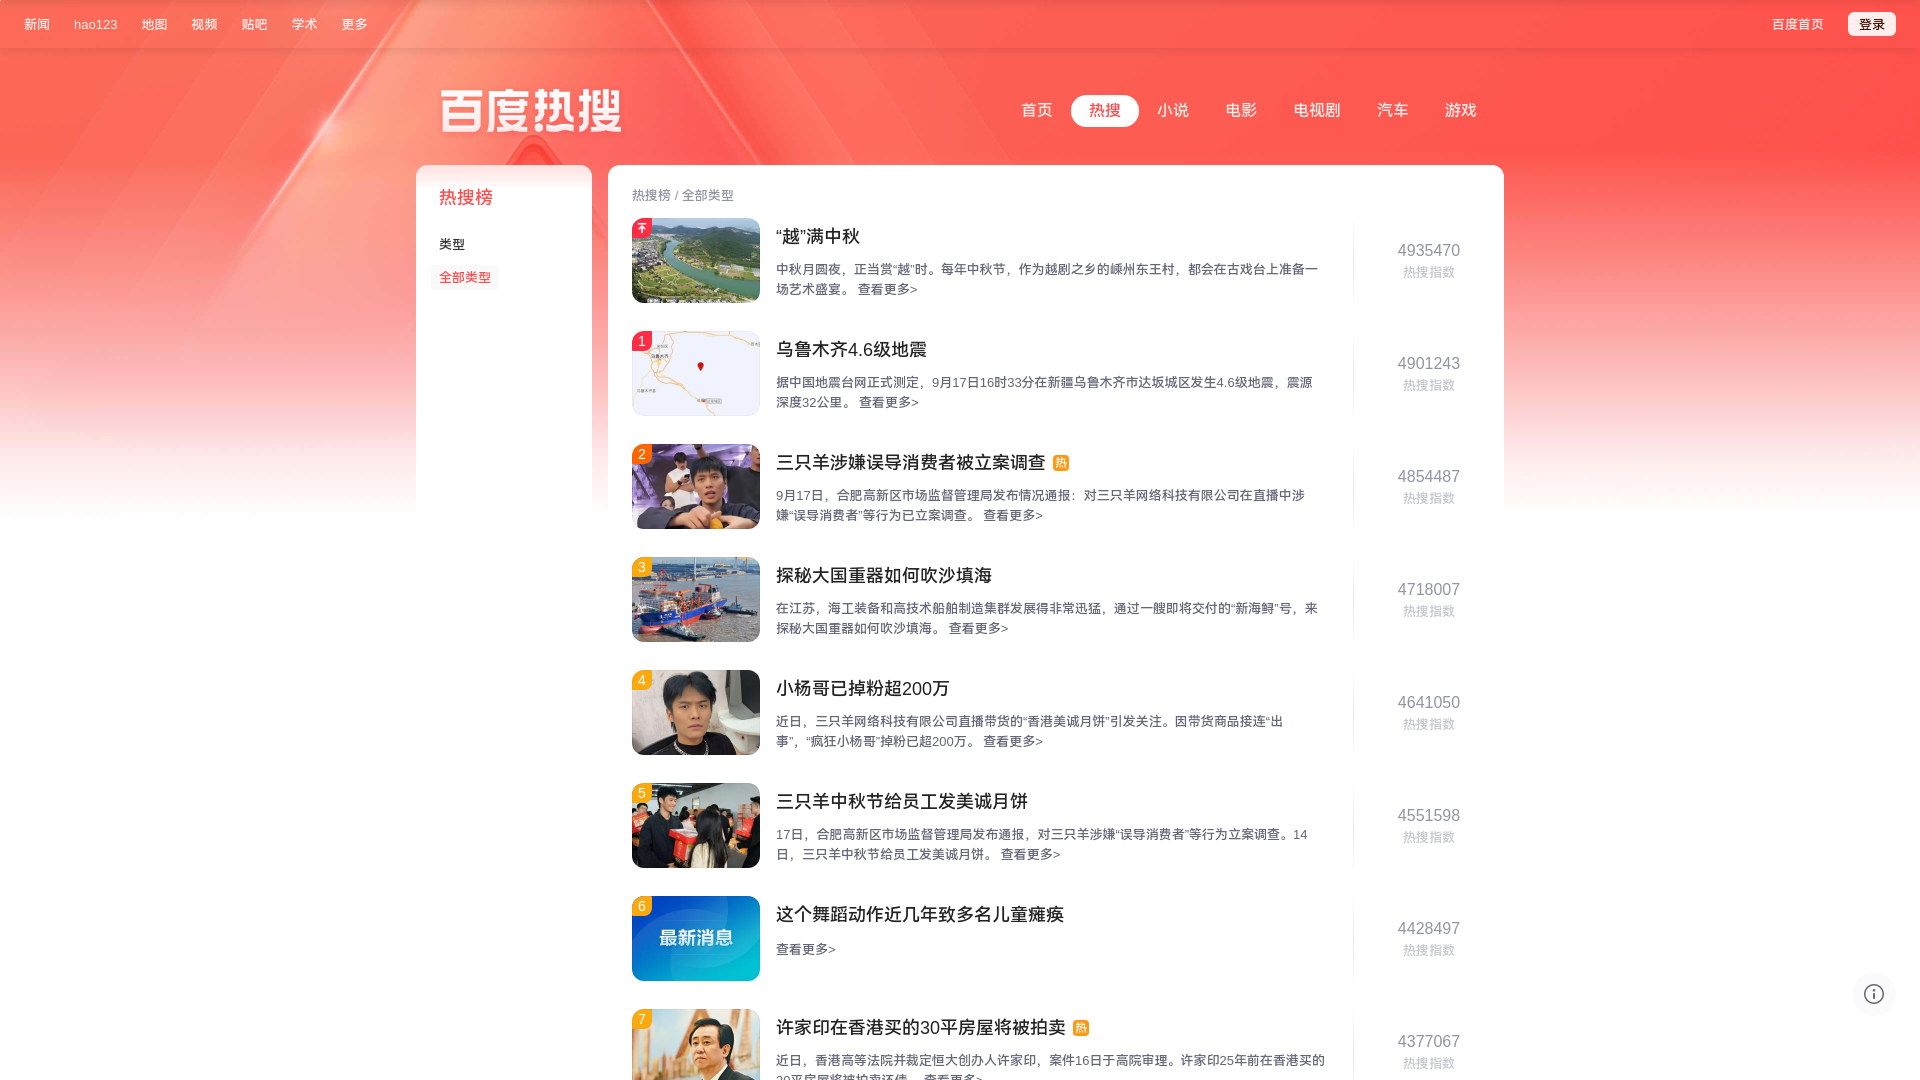 新闻 hao123 地图 视频 贴吧 学术 更多 百度首页 登录
百度热搜
首页 热搜 小说 电影 电视剧 汽车 游戏
热搜榜
类型
全部类型
热搜榜 / 全部类型
“越”满中秋
中秋月圆夜，正当赏“越”时。每年中秋节，作为越剧之乡的嵊州东王村，都会在古戏台上准备一
场艺术盛宴。 查看更多>
4935470
热搜指数
1
乌鲁木齐4.6级地震
据中国地震台网正式测定，9月17日16时33分在新疆乌鲁木齐市达坂城区发生4.6级地震，震源
深度32公里。 查看更多>
4901243
热搜指数
2
三只羊涉嫌误导消费者被立案调查 热
9月17日，合肥高新区市场监督管理局发布情况通报：对三只羊网络科技有限公司在直播中涉
嫌“误导消费者”等行为已立案调查。 查看更多>
4854487
热搜指数
3
探秘大国重器如何吹沙填海
在江苏，海工装备和高技术船舶制造集群发展得非常迅猛，通过一艘即将交付的“新海鲟”号，来
探秘大国重器如何吹沙填海。 查看更多>
4718007
热搜指数
4
小杨哥已掉粉超200万
近日，三只羊网络科技有限公司直播带货的“香港美诚月饼”引发关注。因带货商品接连“出
事”，“疯狂小杨哥”掉粉已超200万。 查看更多>
4641050
热搜指数
5
三只羊中秋节给员工发美诚月饼
17日，合肥高新区市场监督管理局发布通报，对三只羊涉嫌“误导消费者”等行为立案调查。14
日，三只羊中秋节给员工发美诚月饼。 查看更多>
4551598
热搜指数
6
最新消息
这个舞蹈动作近几年致多名儿童瘫痪
查看更多>
4428497
热搜指数
7
许家印在香港买的30平房屋将被拍卖 热
近日，香港高等法院并裁定恒大创办人许家印，案件16日于高院审理。许家印25年前在香港买的
30平房屋将被拍卖还债。 查看更多>
4377067
热搜指数